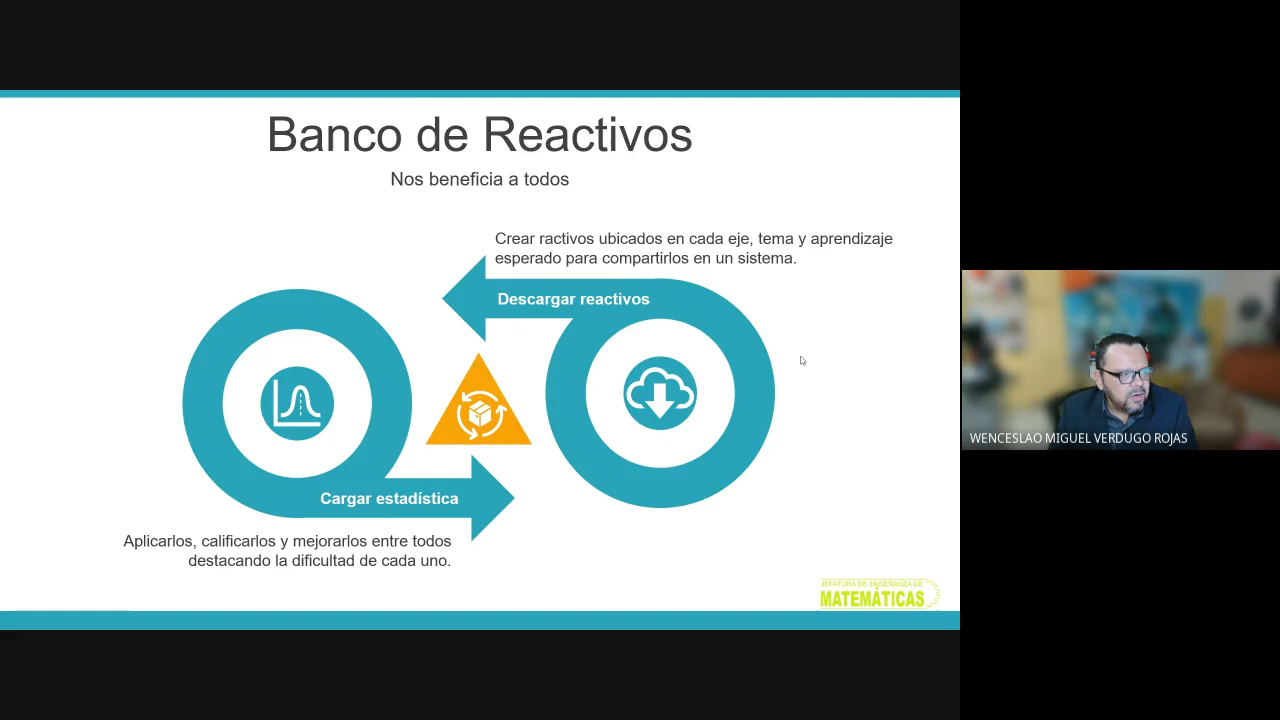 Banco de Reactivos
Nos beneficia a todos
Crear ractivos ubicados en cada eje, tema y aprendizaje
esperado para compartirlos en un sistema.
Descargar reactivos
Cargar estadística
Aplicarlos, calificarlos y mejorarlos entre todos
destacando la dificultad de cada uno.
JEFATURA DE ENSEÑANZA DE
MATEMÁTICAS
WENCESLAO MIGUEL VERDUGO ROJAS